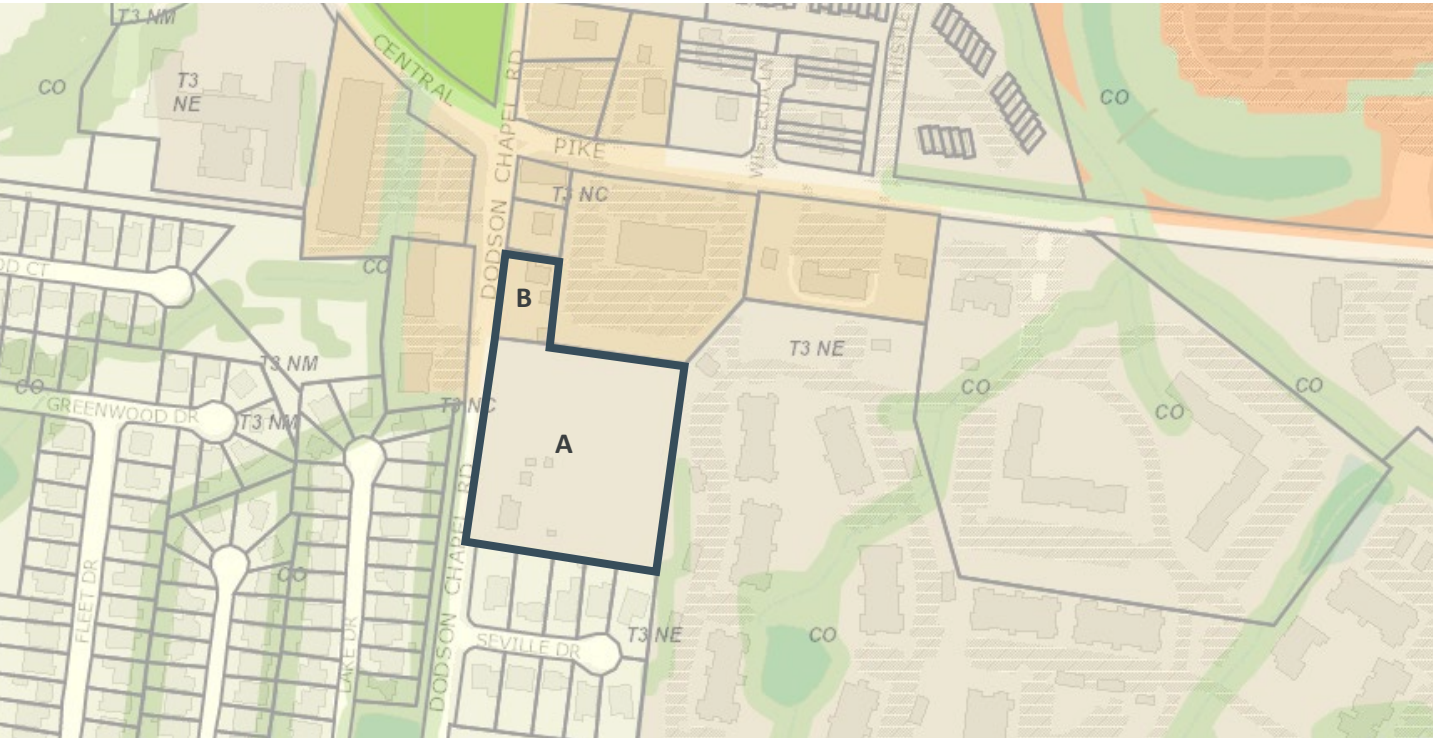 T3 NM
CENTRAL
CO
T3
NE
DODSON CHAPEL RD
PIKE
WISTERIA LN
THISTLE
CO
T3 NC
OD CT
CO
B
T3 NM
T3 NE
CO
GREENWOOD DR
T3 NM
T3 NC
CO
CO
CO
A
DODSON CHAPEL RD
CO
FLEET DR
LAKE DR
SEVILLE DR
T3 NE
CO